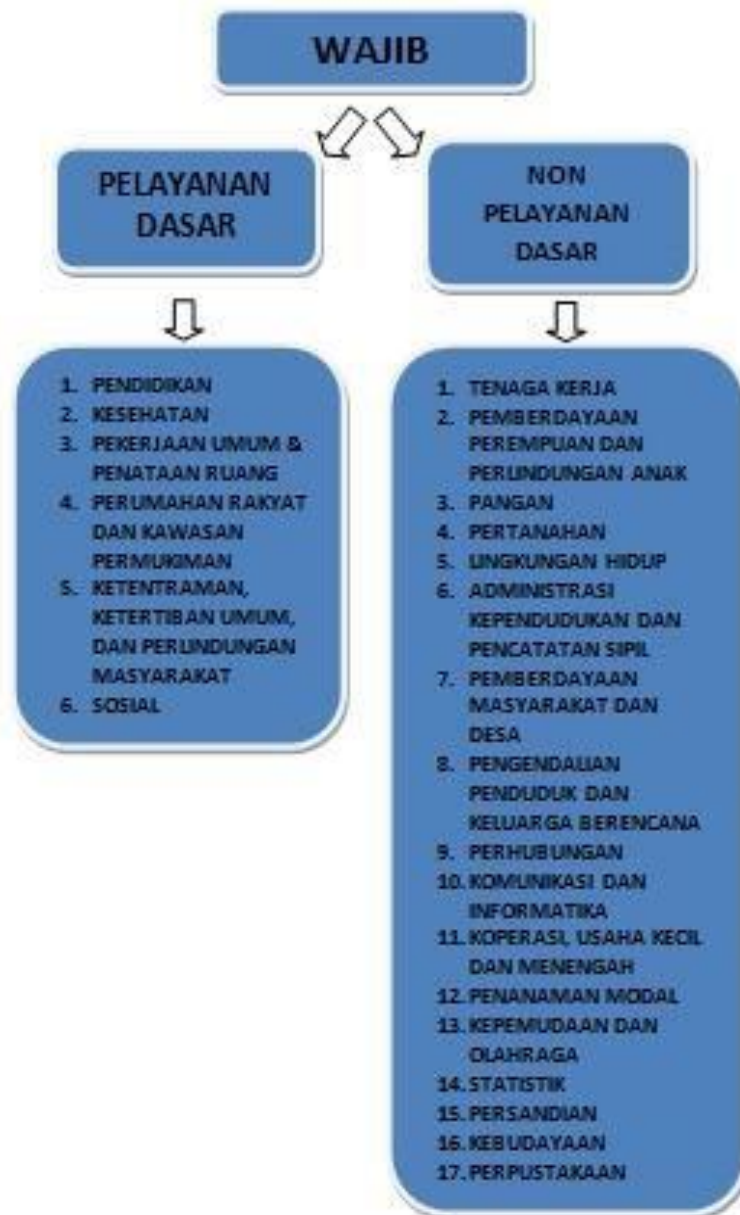 WAJIB
PELAYANAN
DASAR
NON
PELAYANAN
DASAR
1. PENDIDIKAN
2. KESEHATAN
3. PEKERJAAN UMUM &
PENATAAN RUANG
4. PERUMAHAN RAKYAT
DAN KAWASAN
PERMUKIMAN
5. KETENTRAMAN,
KETERTIBAN UMUM,
DAN PERLINDUNGAN
MASYARAKAT
6. SOSIAL
1. TENAGA KERJA
2. PEMBERDAYAAN
PEREMPUAN DAN
PERLINDUNGAN ANAK
3. PANGAN
4. PERTANAHAN
5. LINGKUNGAN HIDUP
6. ADMINISTRASI
KEPENDUDUKAN DAN
PENCATATAN SIPIL
7. PEMBERDAYAAN
MASYARAKAT DAN
DESA
8. PENGENDALIAN
PENDUDUK DAN
KELUARGA BERENCANA
9. PERHUBUNGAN
10. KOMUNIKASI DAN
INFORMATIKA
11. KOPERASI, USAHA KECIL
DAN MENENGAH
12. PENANAMAN MODAL
13. KEPEMUDAAN DAN
OLAHRAGA
14. STATISTIK
15. PERSANDIAN
16. KEBUDAYAAN
17. PERPUSTAKAAN